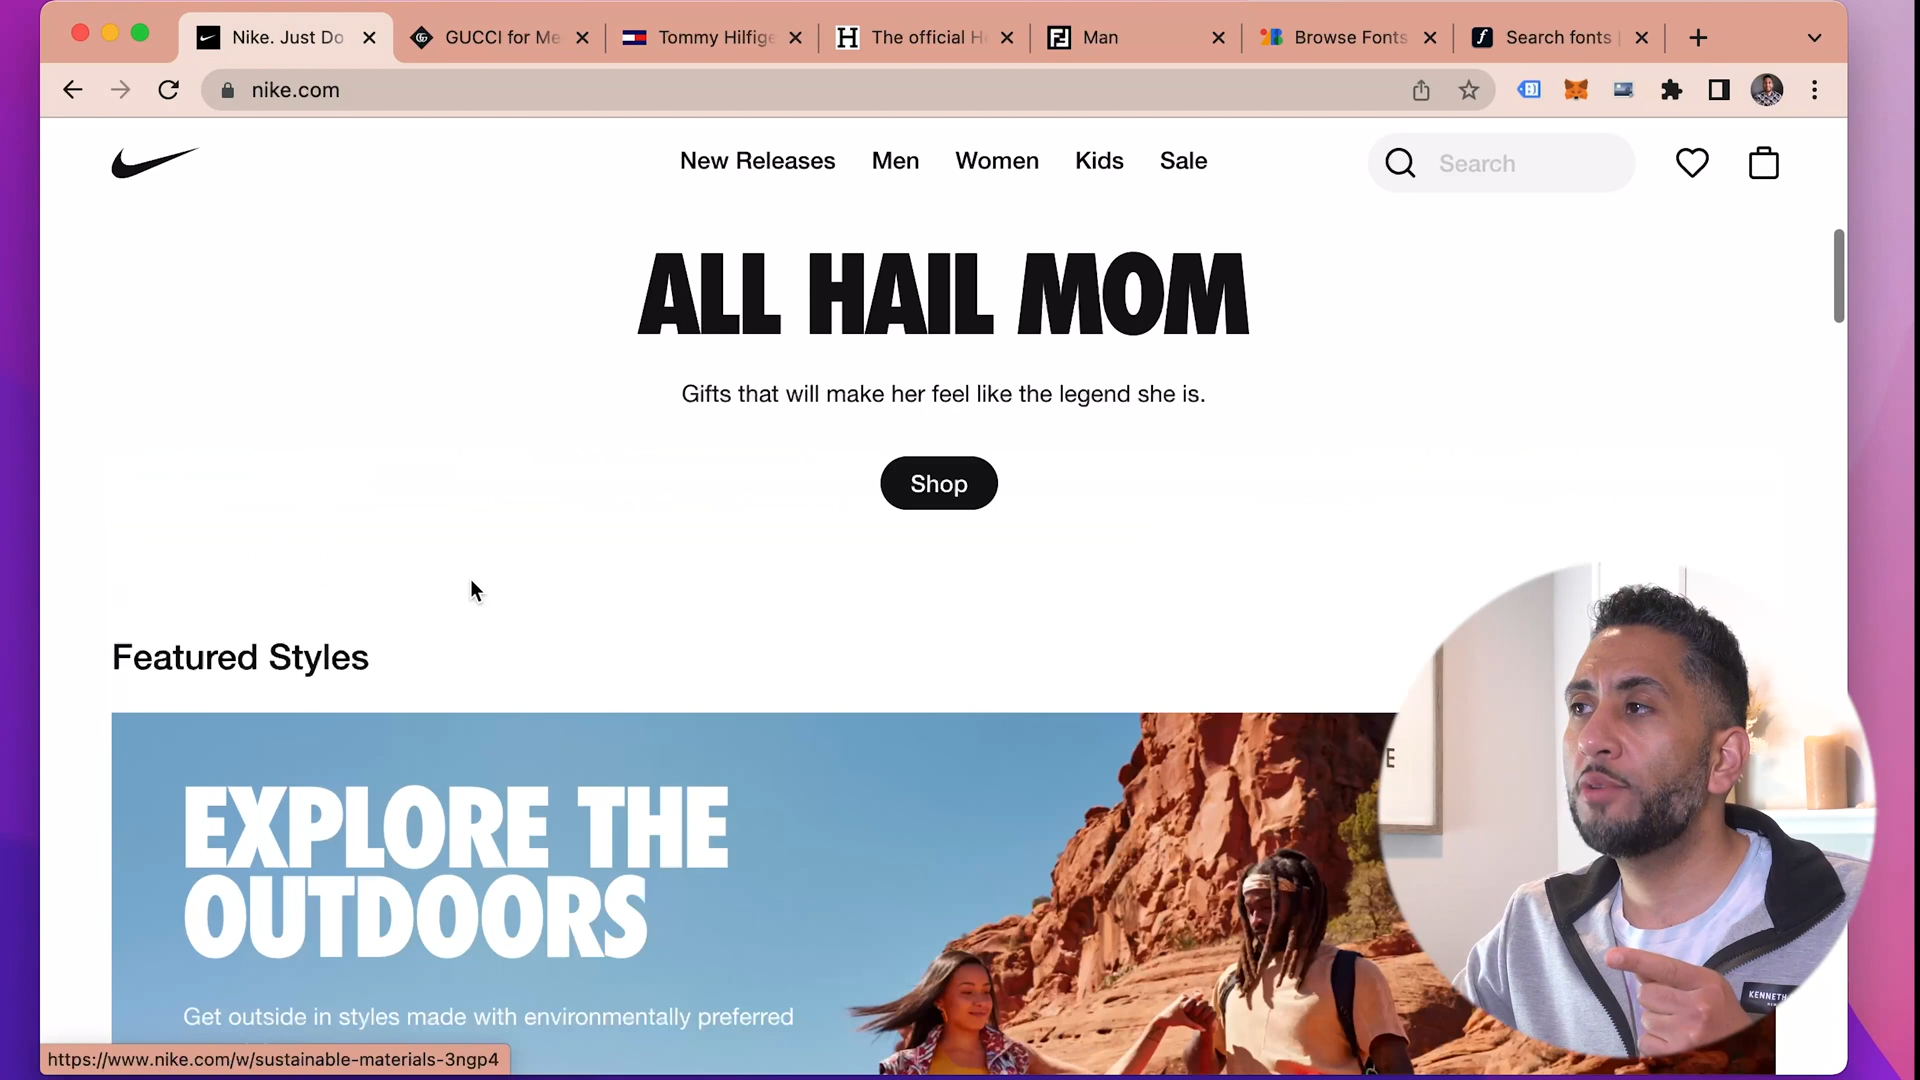 Nike. Just Do
GUCCI for Me
Tommy Hilfige
The official He
Man
Browse Fonts
Search fonts
nike.com
New Releases
Men
Women
Kids
Sale
Search
ALL HAIL MOM
Gifts that will make her feel like the legend she is.
Shop
Featured Styles
EXPLORE THE
OUTDOORS
Get outside in styles made with environmentally preferred
KENNETH
https://www.nike.com/w/sustainable-materials-3ngp4